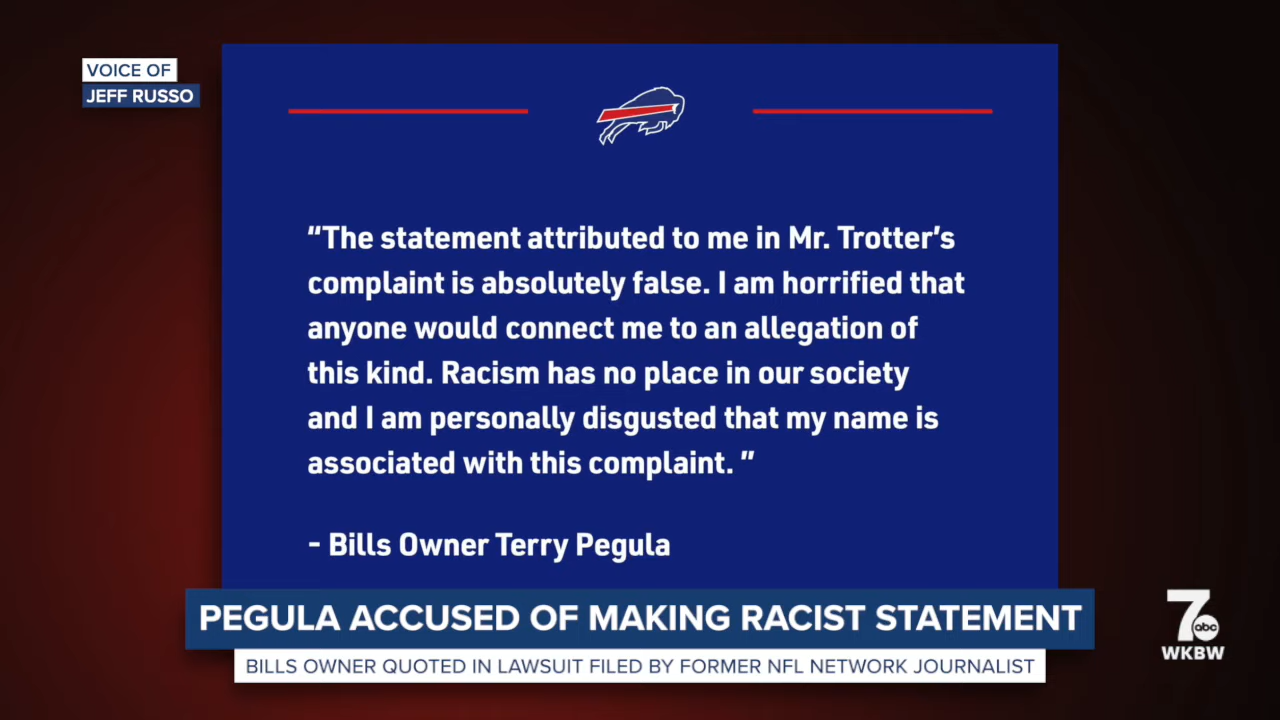 VOICE OF
JEFF RUSSO
“The statement attributed to me in Mr. Trotter’s
complaint is absolutely false. I am horrified that
anyone would connect me to an allegation of
this kind. Racism has no place in our society
and I am personally disgusted that my name is
associated with this complaint. ”
- Bills Owner Terry Pegula
PEGULA ACCUSED OF MAKING RACIST STATEMENT
BILLS OWNER QUOTED IN LAWSUIT FILED BY FORMER NFL NETWORK JOURNALIST
7 abc
WKBW